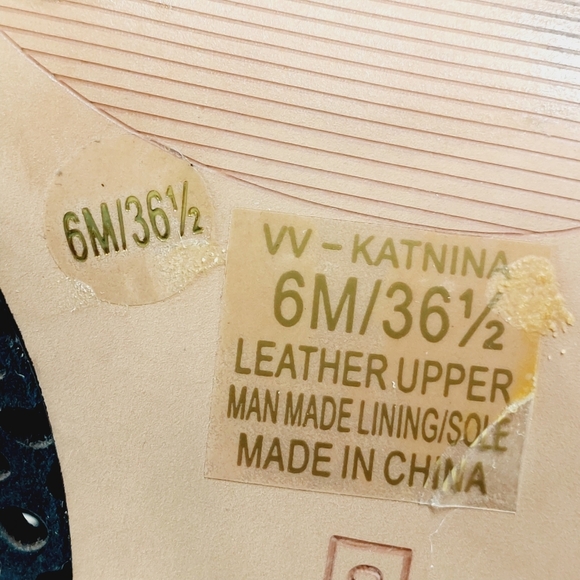 6M/36½
VV – KATNINA
6M/36½
LEATHER UPPER
MAN MADE LINING/SOLE
MADE IN CHINA